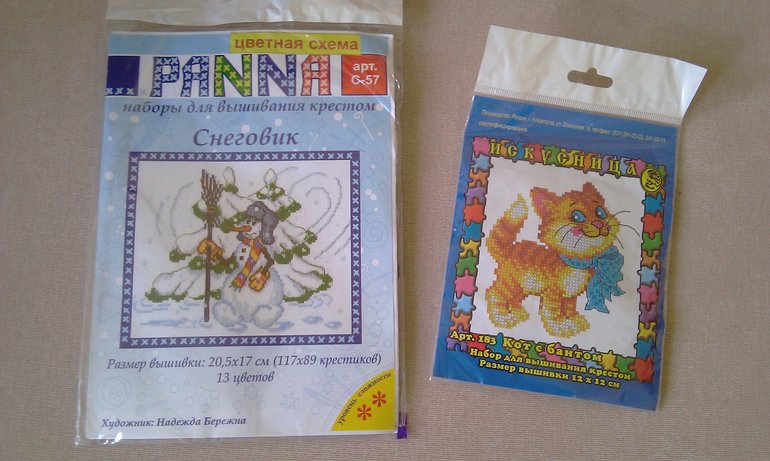 цветная схема
PANNA
арт.
С-57
наборы для вышивания крестом
Снеговик
Размер вышивки: 20,5х17 см (117х89 крестиков)
13 цветов
уровень сложности
**
Художник: Надежда Бережна
сертифицировано
ИСКУСНИЦА
Арт. 183 Кот с бантом
Набор для вышивания крестом
Размер вышивки 12 х 12 см